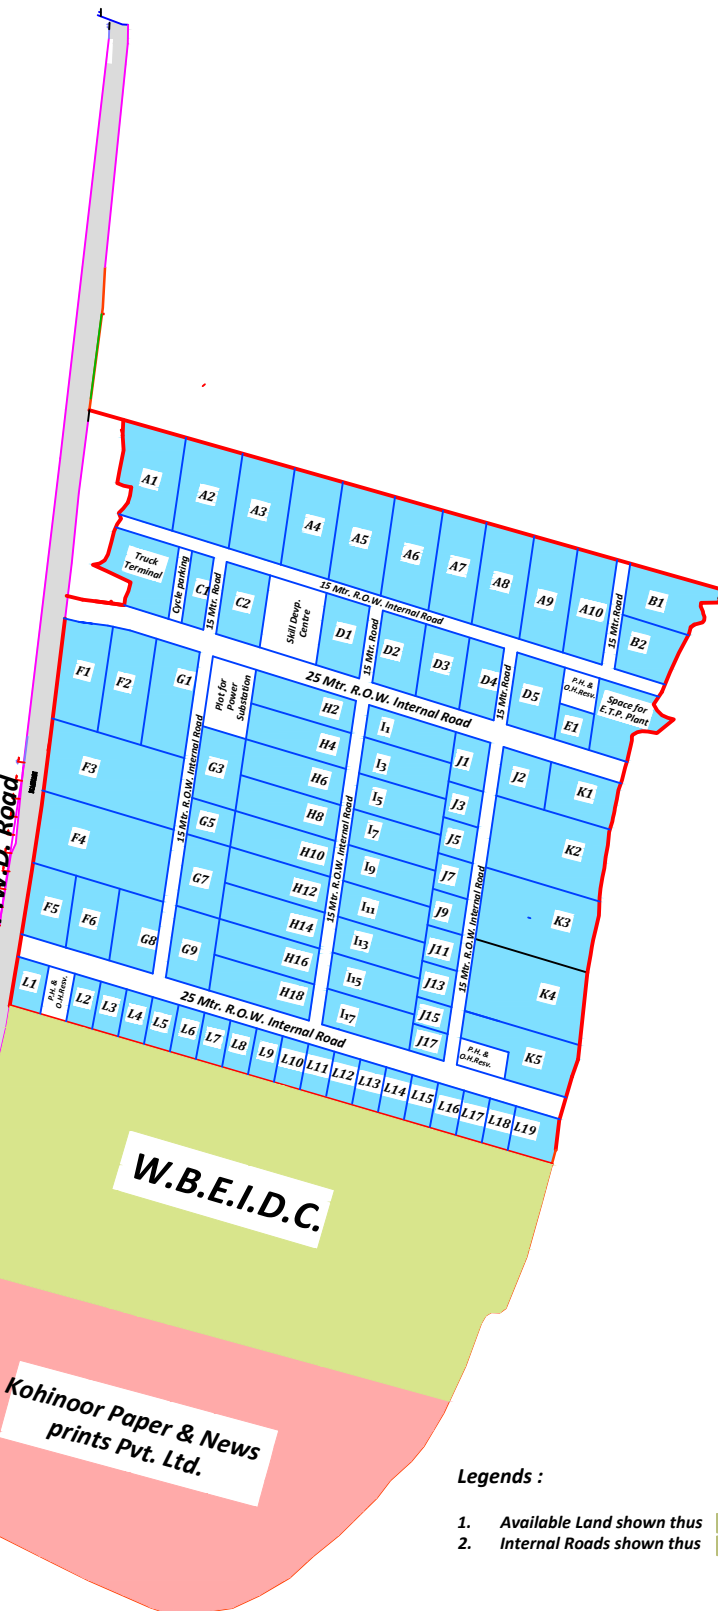 A1
A2
A3
A4
A5
A6
A7
A8
A9
A10
B1
B2
15 Mtr.Road
15 Mtr. R.O.W. Internal Road
Truck
Terminal
Cycle parking
C1
15 Mtr. Road
C2
Skill Devp.
Centre
D1
15 Mtr. Road
D2
D3
D4
15 Mtr. Road
D5
P.H. &
O.H.Resv.
E1
Space for
E.T.P. Plant
25 Mtr. R.O.W. Internal Road
F1
F2
G1
Plot for
Power
Substation
F3
F4
F5
F6
G8
15 Mtr. R.O.W. Internal Road
G3
G5
G7
G9
H2
H4
H6
H8
H10
H12
H14
H16
H18
15 Mtr. R.O.W. Internal Road
I1
I3
I5
I7
I9
I11
I13
I15
I17
J1
J3
J5
J7
J9
J11
J13
J15
J17
15 Mtr. R.O.W. Internal Road
J2
K1
K2
K3
K4
K5
P.H. &
O.H.Resv.
25 Mtr. R.O.W. Internal Road
L1
P.H. &
O.H.Resv.
L2
L3
L4
L5
L6
L7
L8
L9
L10
L11
L12
L13
L14
L15
L16
L17
L18
L19
Road
W.B.E.I.D.C.
Kohinoor Paper & News
prints Pvt. Ltd.
Legends :
1. Available Land shown thus
2. Internal Roads shown thus